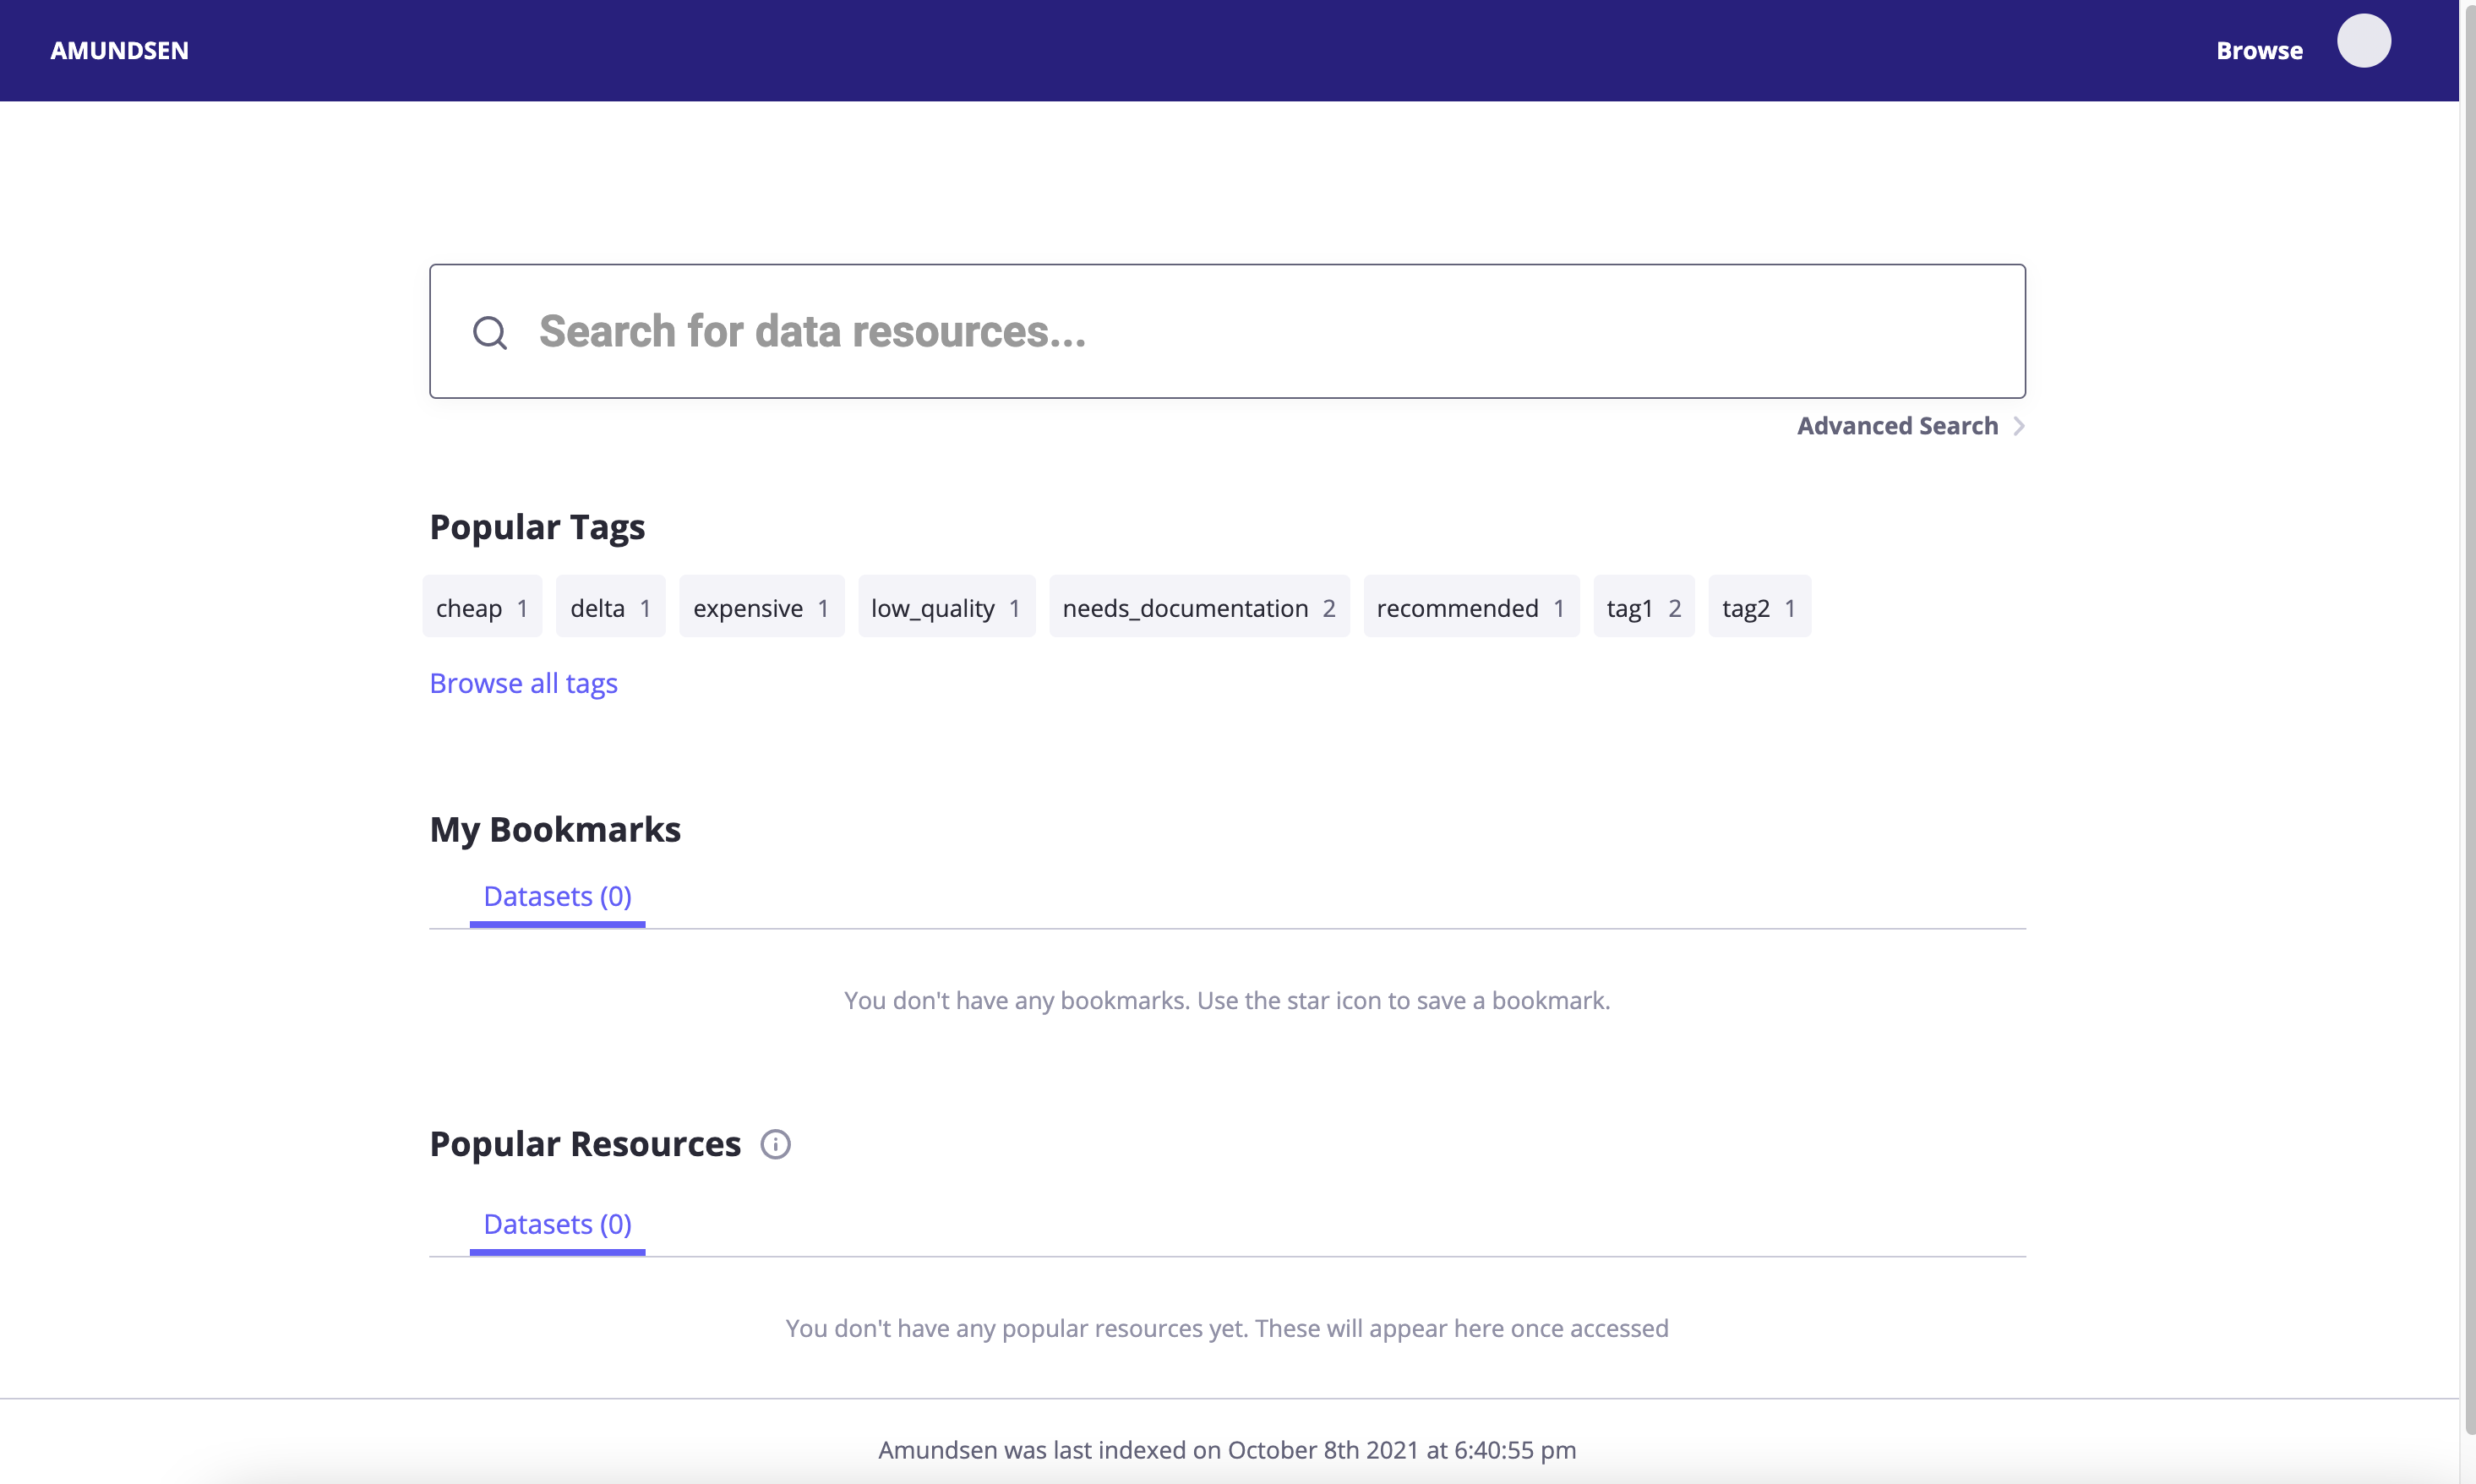 AMUNDSEN Browse
Search for data resources...
Advanced Search
Popular Tags
cheap 1 delta 1 expensive 1 low_quality 1 needs_documentation 2 recommended 1 tag1 2 tag2 1
Browse all tags
My Bookmarks
Datasets (0)
You don't have any bookmarks. Use the star icon to save a bookmark.
Popular Resources
Datasets (0)
You don't have any popular resources yet. These will appear here once accessed
Amundsen was last indexed on October 8th 2021 at 6:40:55 pm